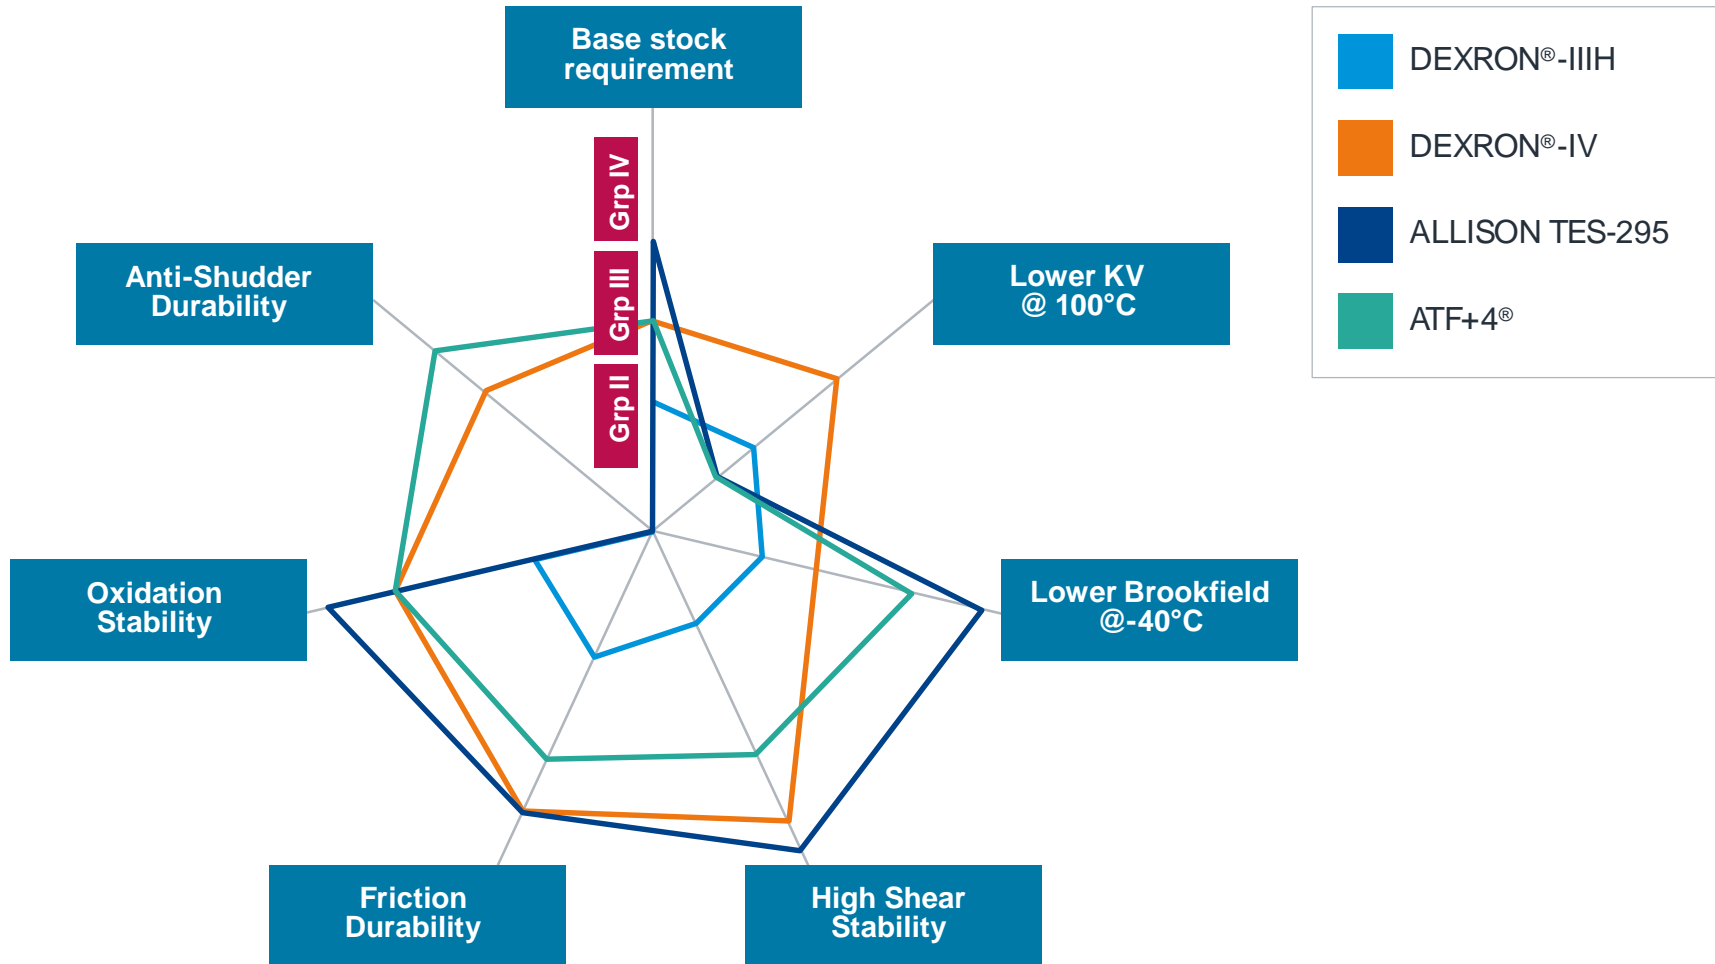 Base stock
requirement
DEXRON®-IIIH
DEXRON®-IV
ALLISON TES-295
ATF+4®
Grp IV
Grp III
Grp II
Anti-Shudder
Durability
Lower KV
@ 100°C
Oxidation
Stability
Lower Brookfield
@-40°C
Friction
Durability
High Shear
Stability